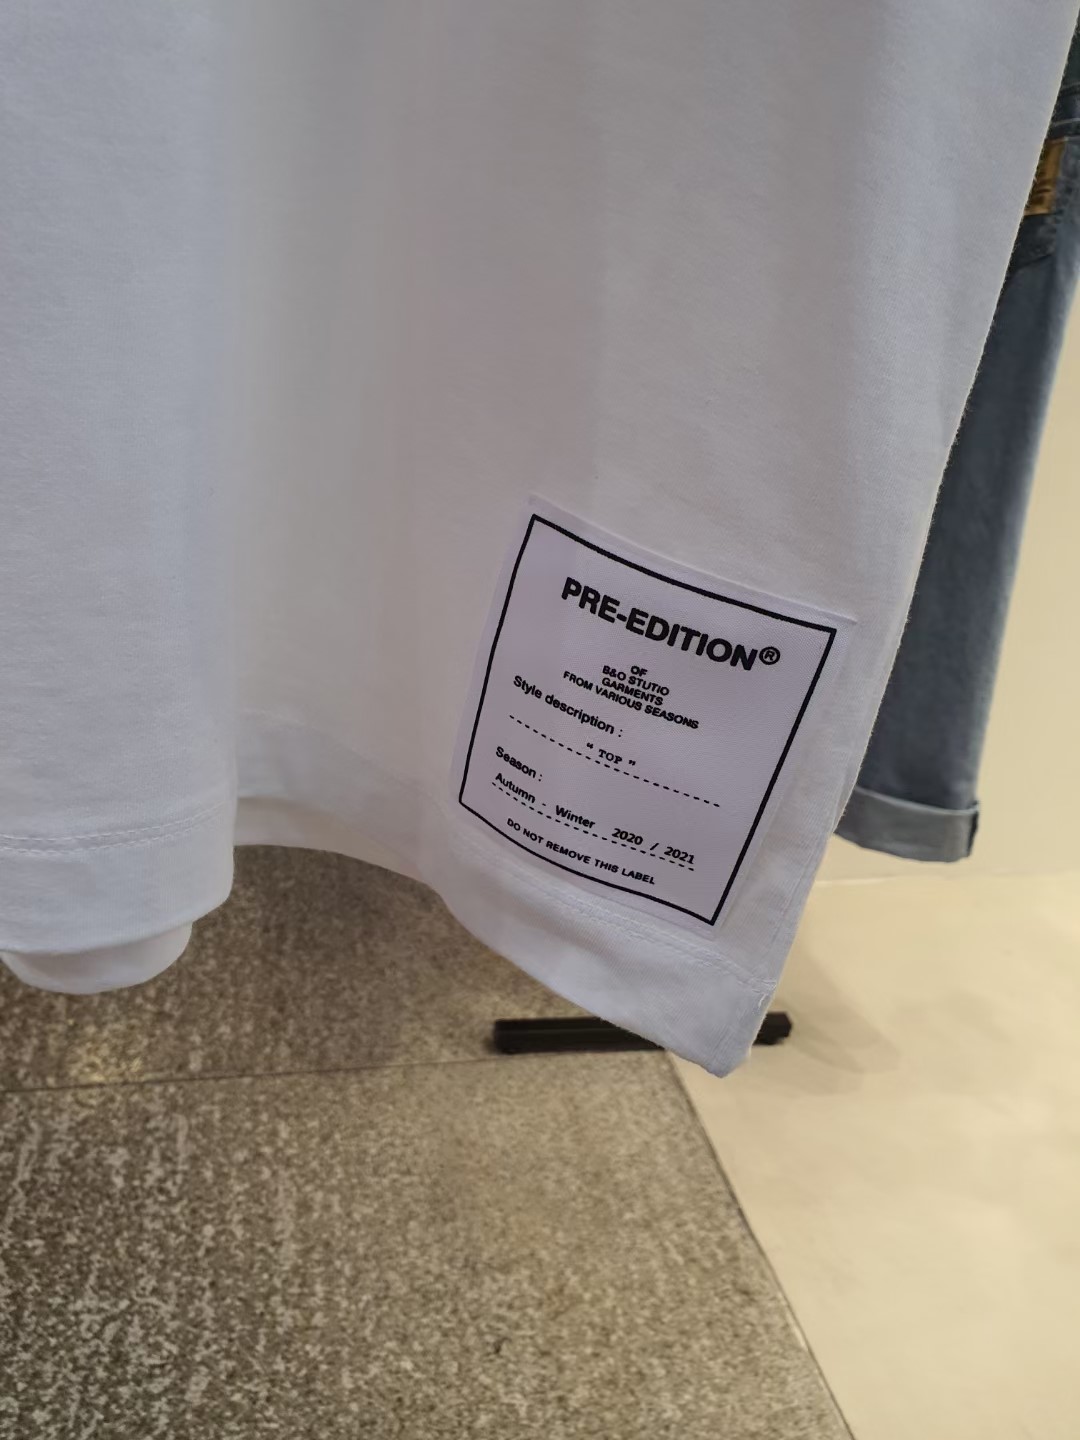 PRE-EDITION®
OF
B&O STUTIO
GARMENTS
FROM VARIOUS SEASONS
Style description :
“ TOP ”
Season :
Autumn - Winter 2020 / 2021
DO NOT REMOVE THIS LABEL